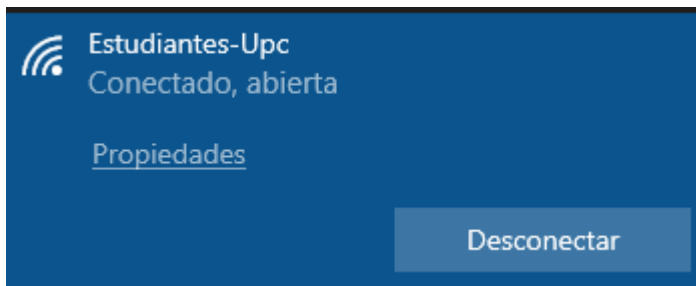 Estudiantes-Upc
Conectado, abierta
Propiedades
Desconectar